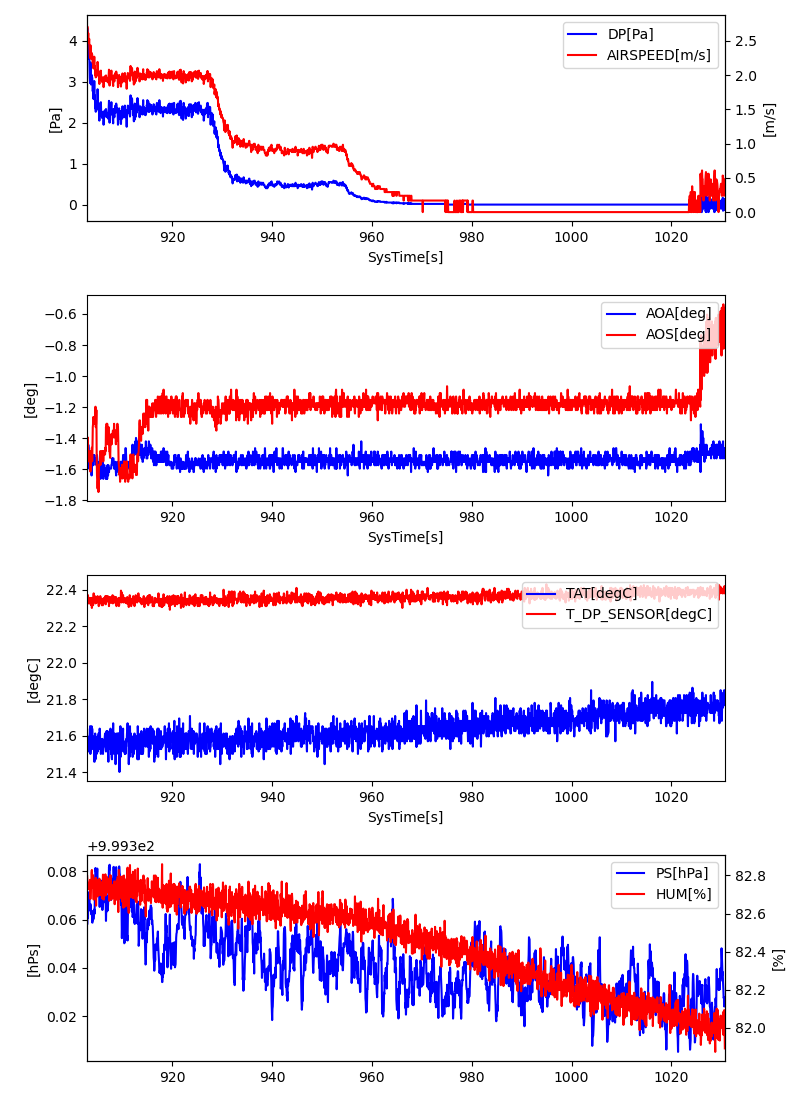 4
3
2
1
0
[Pa]
DP[Pa]
AIRSPEED[m/s]
2.5
2.0
1.5
1.0
0.5
0.0
[m/s]
920 940 960 980 1000 1020
SysTime[s]
−0.6
−0.8
−1.0
−1.2
−1.4
−1.6
−1.8
[deg]
AOA[deg]
AOS[deg]
920 940 960 980 1000 1020
SysTime[s]
22.4
22.2
22.0
21.8
21.6
21.4
[degC]
TAT[degC]
T_DP_SENSOR[degC]
920 940 960 980 1000 1020
SysTime[s]
+9.993e2
0.08
0.06
0.04
0.02
[hPs]
PS[hPa]
HUM[%]
82.8
82.6
82.4
82.2
82.0
[%]
920 940 960 980 1000 1020